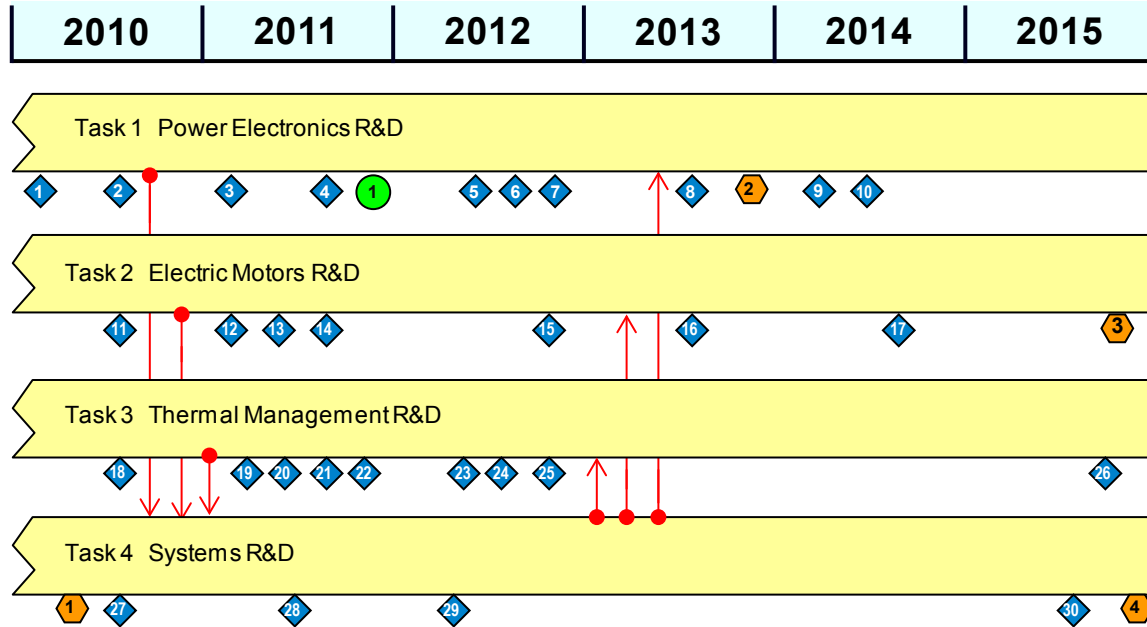 2010 2011 2012 2013 2014 2015
Task 1 Power Electronics R&D
1 2 3 4 1 5 6 7 8 2 9 10
Task 2 Electric Motors R&D
11 12 13 14 15 16 17 3
Task 3 Thermal Management R&D
18 19 20 21 22 23 24 25 26
Task 4 Systems R&D
1 27 28 29 30 4